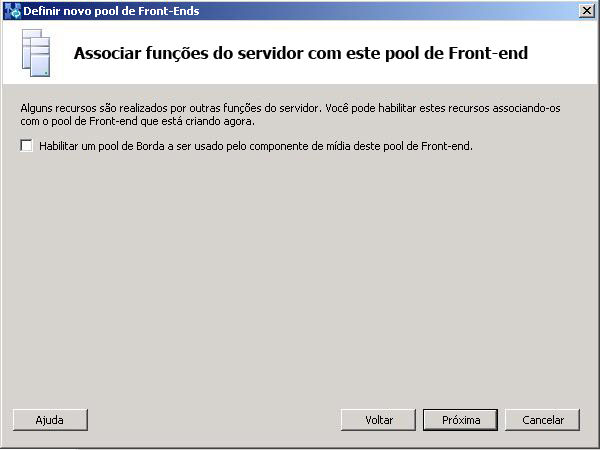 Definir novo pool de Front-Ends
Associar funções do servidor com este pool de Front-end
Alguns recursos são realizados por outras funções do servidor. Você pode habilitar estes recursos associando-os
com o pool de Front-end que está criando agora.
Habilitar um pool de Borda a ser usado pelo componente de mídia deste pool de Front-end.
Ajuda
Voltar
Próxima
Cancelar